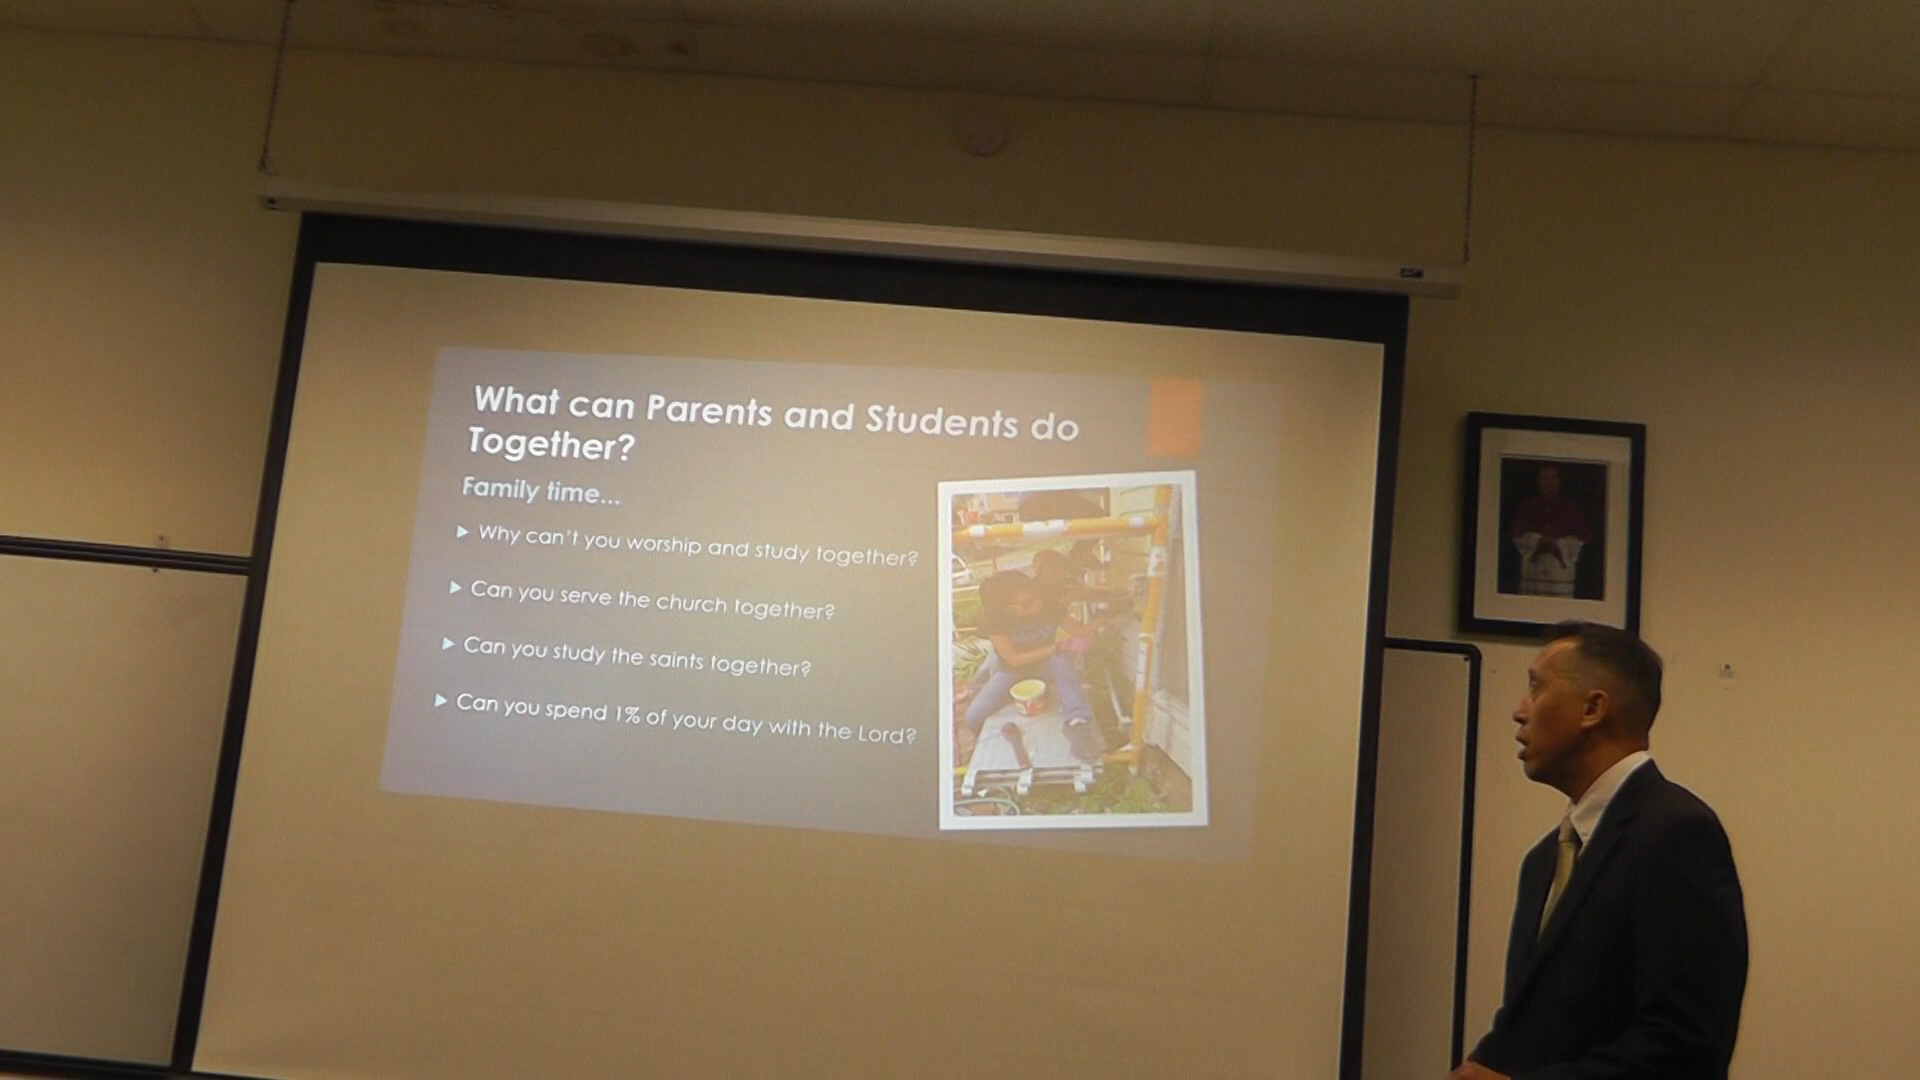 What can Parents and Students do
Together?
Family time...
Why can't you worship and study together?
Can you serve the church together?
Can you study the saints together?
Can you spend 1% of your day with the Lord?